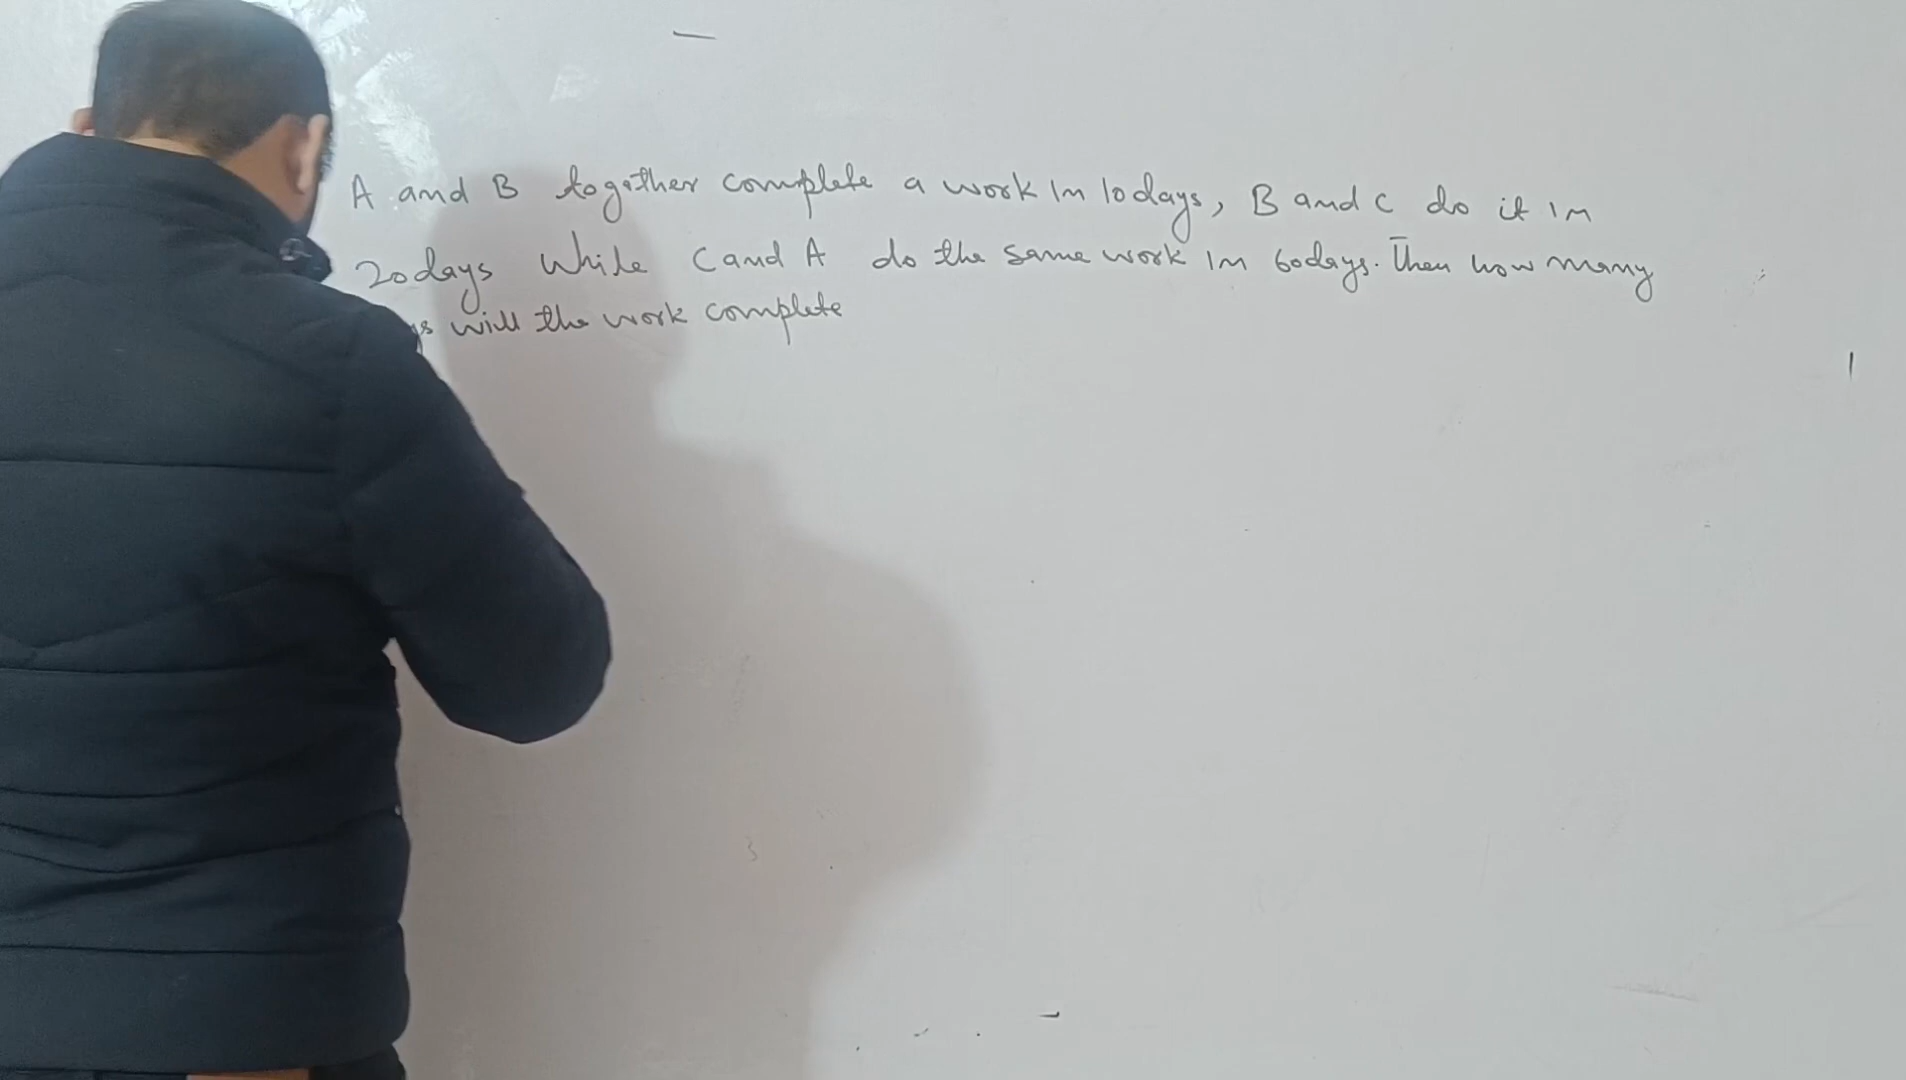 A and B together complete a work in 10 days, B and C do it in
20 days while C and A do the same work in 60 days. Then how many
will the work complete